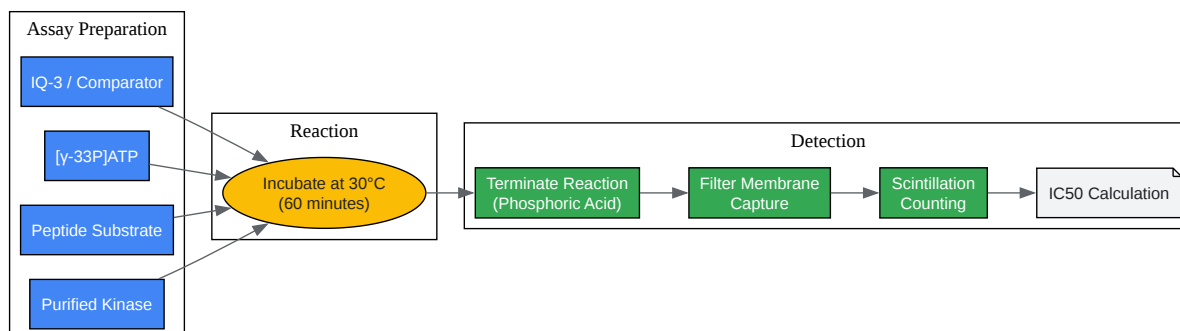 Assay Preparation
IQ-3 / Comparator
[γ-33P]ATP
Peptide Substrate
Purified Kinase
Reaction
Incubate at 30°C
(60 minutes)
Detection
Terminate Reaction
(Phosphoric Acid)
Filter Membrane
Capture
Scintillation
Counting
IC50 Calculation